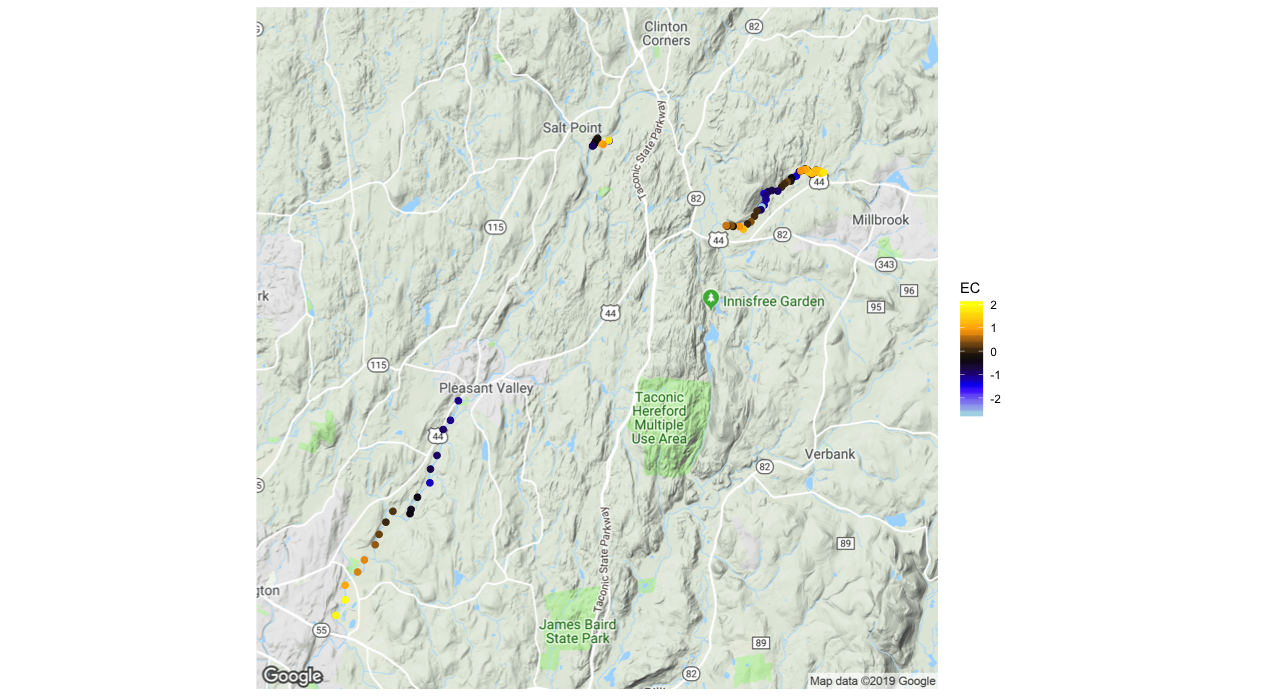 Clinton
Corners
82
Salt Point
Taconic State Parkway
44
82
Millbrook
115
44
82
343
96
95
Innisfree Garden
rk
44
115
Pleasant Valley
Taconic
Hereford
Multiple
Use Area
44
Verbank
82
5
Taconic State Parkway
89
gton
James Baird
State Park
55
89
82
Google
Map data ©2019 Google
EC
2
1
0
-1
-2